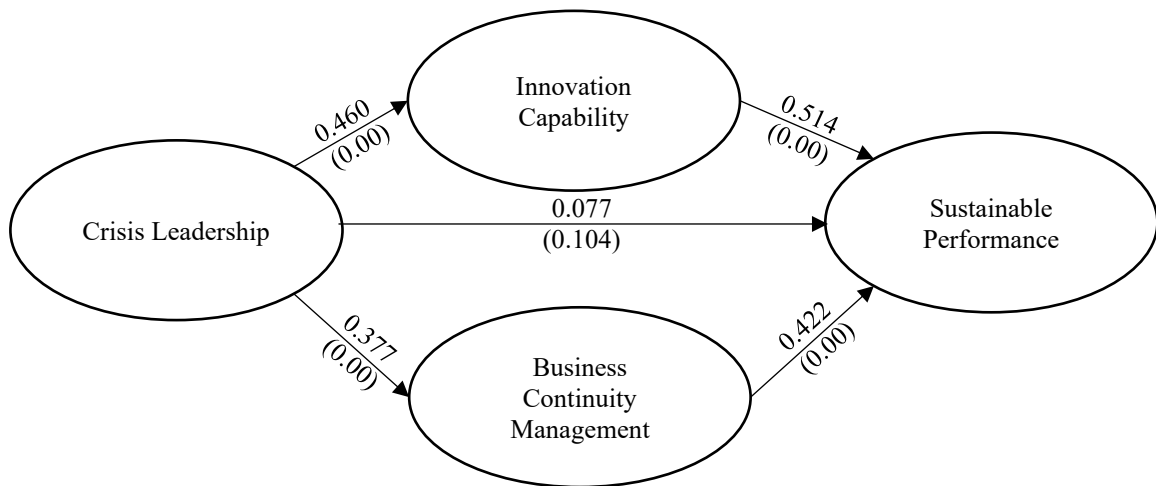 Innovation
Capability
0.460
(0.00)
0.514
(0.00)
Crisis Leadership
0.077
(0.104)
Sustainable
Performance
0.377
(0.00)
0.422
(0.00)
Business
Continuity
Management